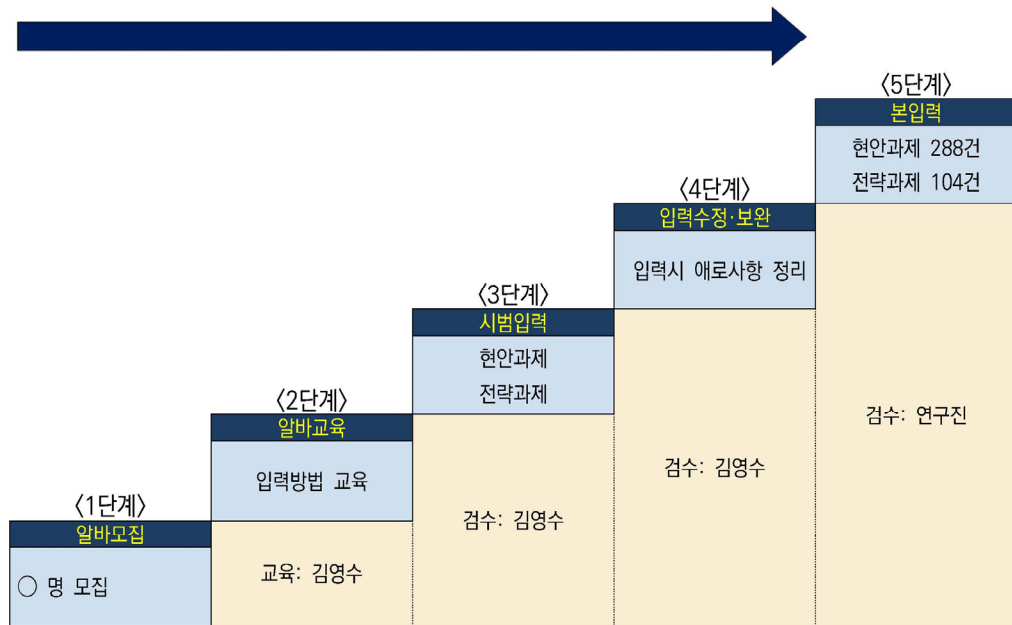 〈1단계〉
알바모집
○ 명 모집
〈2단계〉
알바교육
입력방법 교육
교육: 김영수
〈3단계〉
시범입력
현안과제
전략과제
검수: 김영수
〈4단계〉
입력수정·보완
입력시 애로사항 정리
검수: 김영수
〈5단계〉
본입력
현안과제 288건
전략과제 104건
검수: 연구진